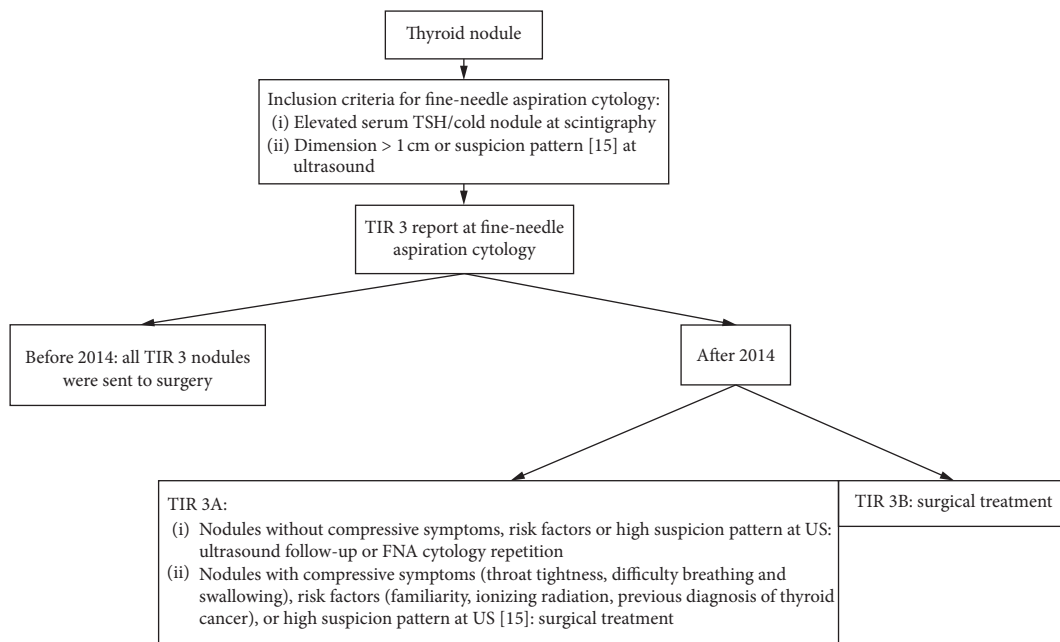 Thyroid nodule
Inclusion criteria for fine-needle aspiration cytology:
(i) Elevated serum TSH/cold nodule at scintigraphy
(ii) Dimension > 1 cm or suspicion pattern [15] at
ultrasound
TIR 3 report at fine-needle
aspiration cytology
Before 2014: all TIR 3 nodules
were sent to surgery
After 2014
TIR 3A:
(i) Nodules without compressive symptoms, risk factors or high suspicion pattern at US:
ultrasound follow-up or FNA cytology repetition
(ii) Nodules with compressive symptoms (throat tightness, difficulty breathing and
swallowing), risk factors (familiarity, ionizing radiation, previous diagnosis of thyroid
cancer), or high suspicion pattern at US [15]: surgical treatment
TIR 3B: surgical treatment